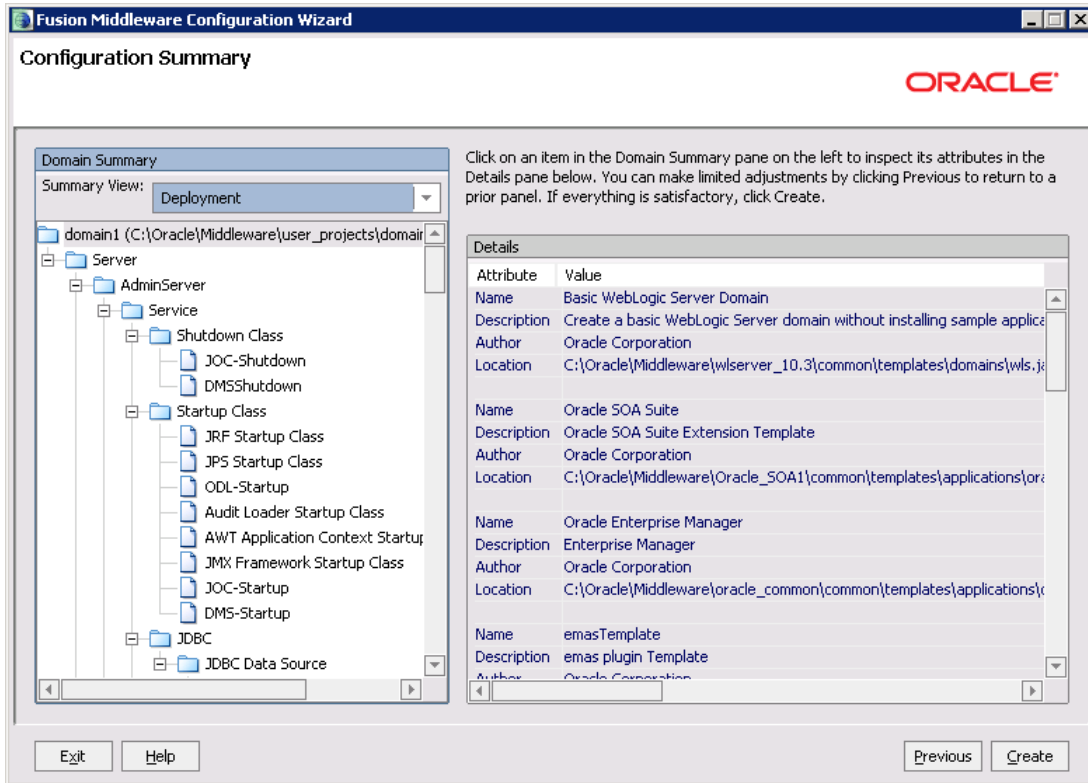 Fusion Middleware Configuration Wizard
Configuration Summary
ORACLE
Domain Summary
Summary View:
Deployment
domain1 (C:\Oracle\Middleware\user_projects\domain
Server
AdminServer
Service
Shutdown Class
JOC-Shutdown
DMSShutdown
Startup Class
JRF Startup Class
JPS Startup Class
ODL-Startup
Audit Loader Startup Class
AWT Application Context Startup
JMX Framework Startup Class
JOC-Startup
DMS-Startup
JDBC
JDBC Data Source
Click on an item in the Domain Summary pane on the left to inspect its attributes in the
Details pane below. You can make limited adjustments by clicking Previous to return to a
prior panel. If everything is satisfactory, click Create.
Details
Attribute Value
Name Basic WebLogic Server Domain
Description Create a basic WebLogic Server domain without installing sample applica
Author Oracle Corporation
Location C:\Oracle\Middleware\wlserver_10.3\common\templates\domains\wls.ja
Name Oracle SOA Suite
Description Oracle SOA Suite Extension Template
Author Oracle Corporation
Location C:\Oracle\Middleware\Oracle_SOA1\common\templates\applications\ora
Name Oracle Enterprise Manager
Description Enterprise Manager
Author Oracle Corporation
Location C:\Oracle\Middleware\oracle_common\common\templates\applications\
Name emasTemplate
Description emas plugin Template
Author Oracle Corporation
Exit Help Previous Create